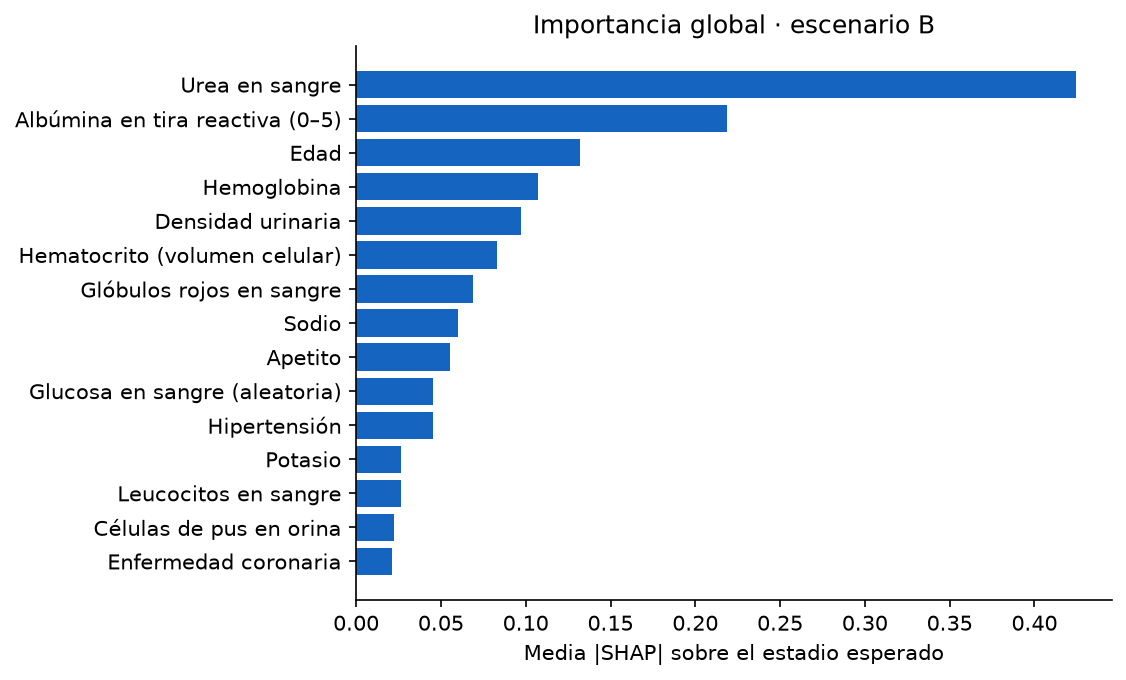 Importancia global · escenario B
Urea en sangre
Albúmina en tira reactiva (0–5)
Edad
Hemoglobina
Densidad urinaria
Hematocrito (volumen celular)
Glóbulos rojos en sangre
Sodio
Apetito
Glucosa en sangre (aleatoria)
Hipertensión
Potasio
Leucocitos en sangre
Células de pus en orina
Enfermedad coronaria
0.00 0.05 0.10 0.15 0.20 0.25 0.30 0.35 0.40
Media |SHAP| sobre el estadio esperado